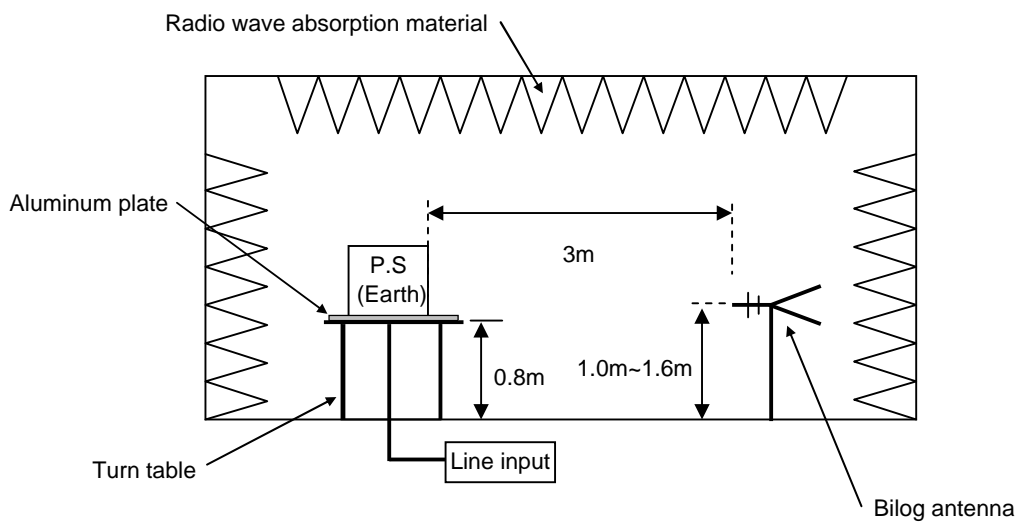 Radio wave absorption material
Aluminum plate
P.S
(Earth)
3m
0.8m
1.0m~1.6m
Turn table
Line input
Bilog antenna